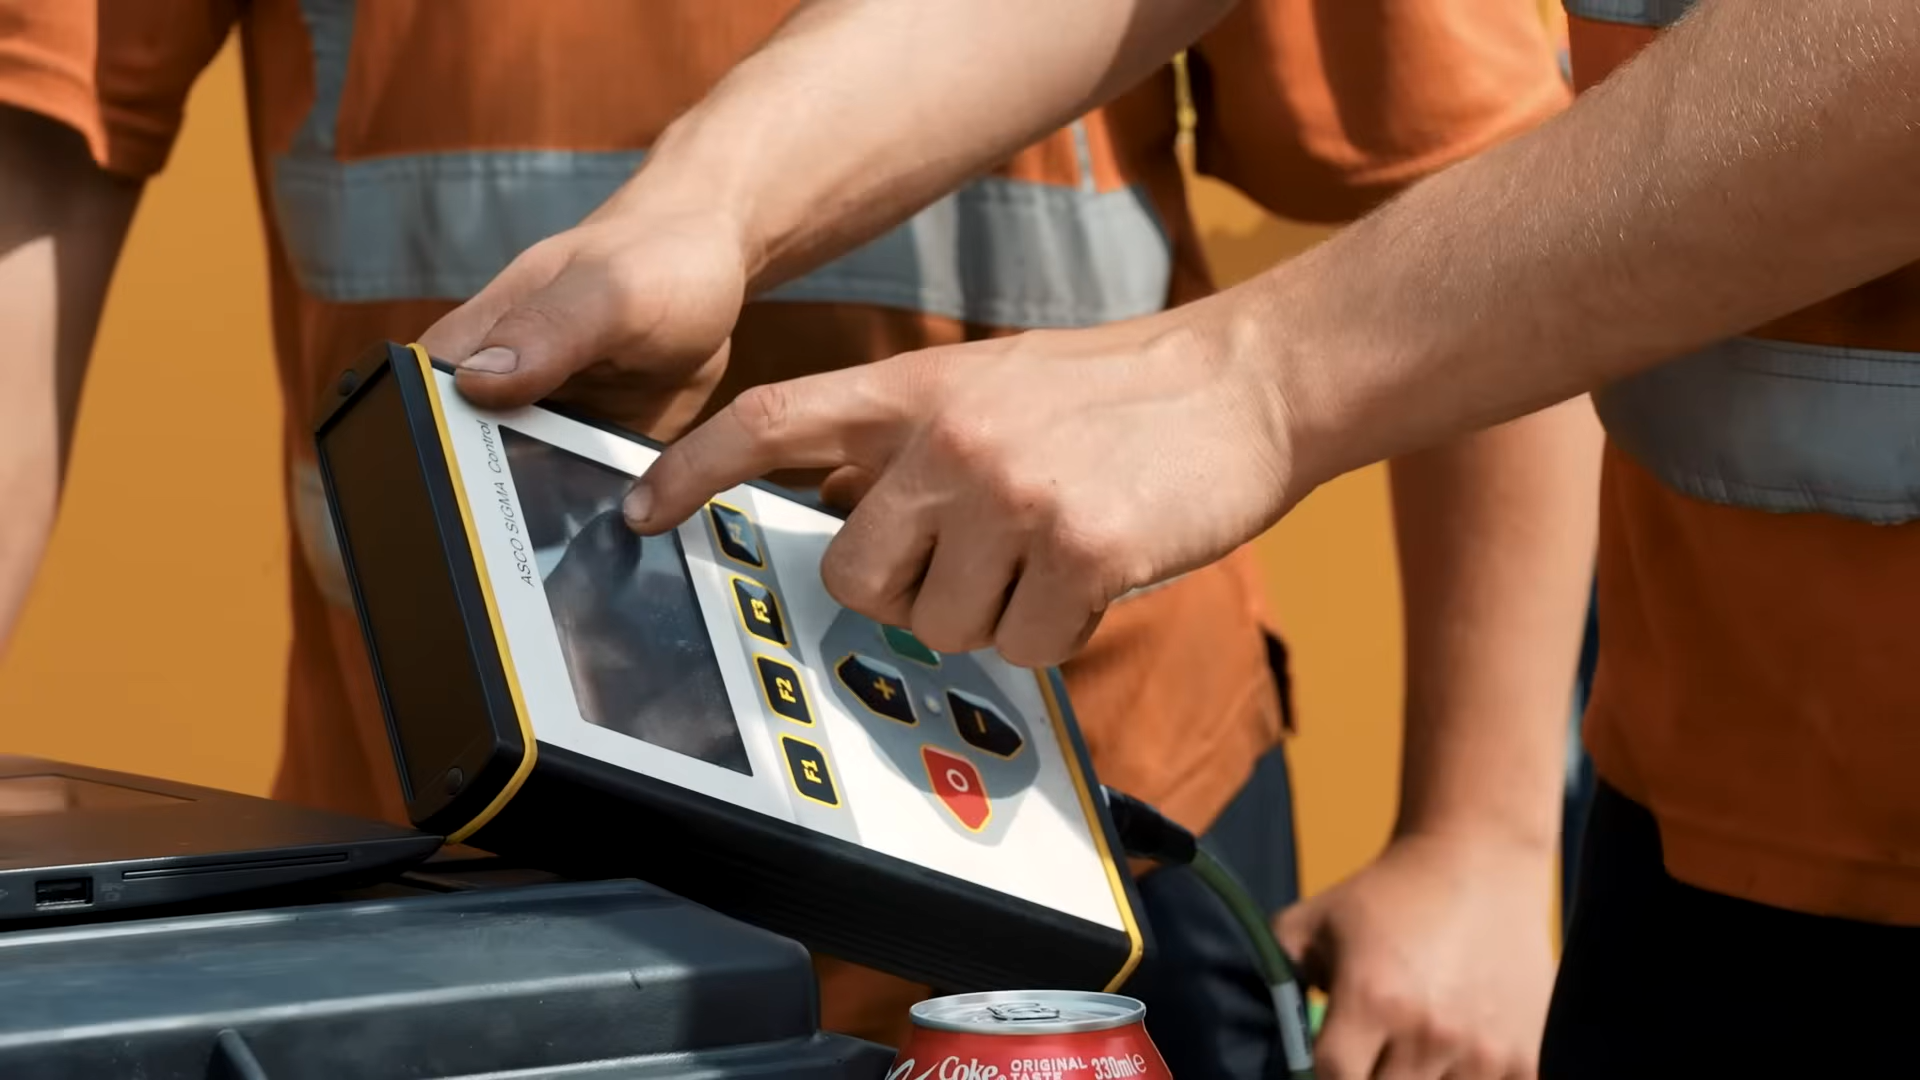 ASCO SIGMA Control
F3
F2
F1
+
-
O
Coke
ORIGINAL
TASTE
330ml e